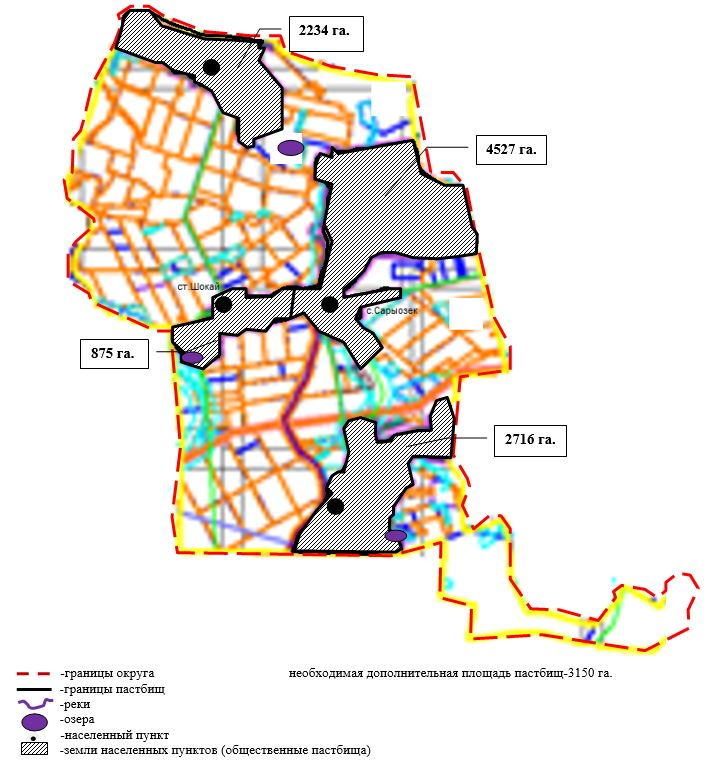 2234 га.
4527 га.
ст.Шокай
с.Сарыозек
875 га.
2716 га.
-границы округа
необходимая дополнительная площадь пастбищ-3150 га.
-границы пастбищ
-реки
-озера
-населенный пункт
-земли населенных пунктов (общественные пастбища)